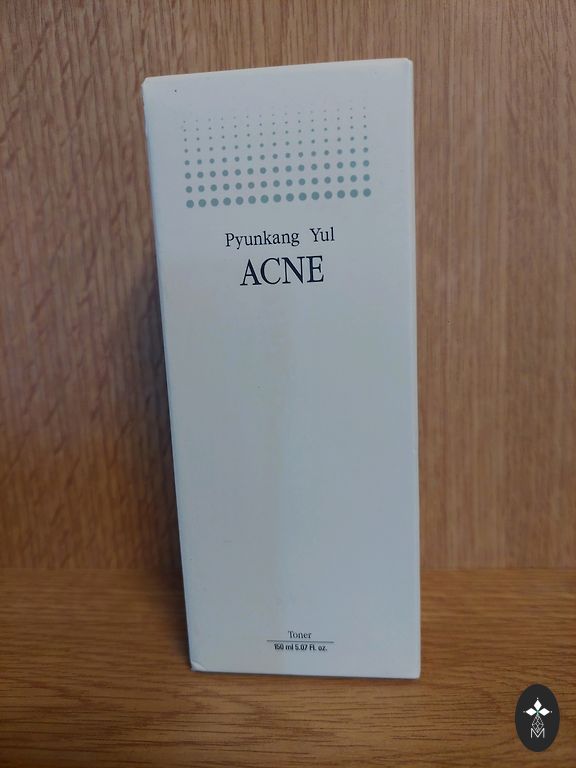 Pyunkang Yul
ACNE
Toner
150 ml 5.07 Fl. oz.
M